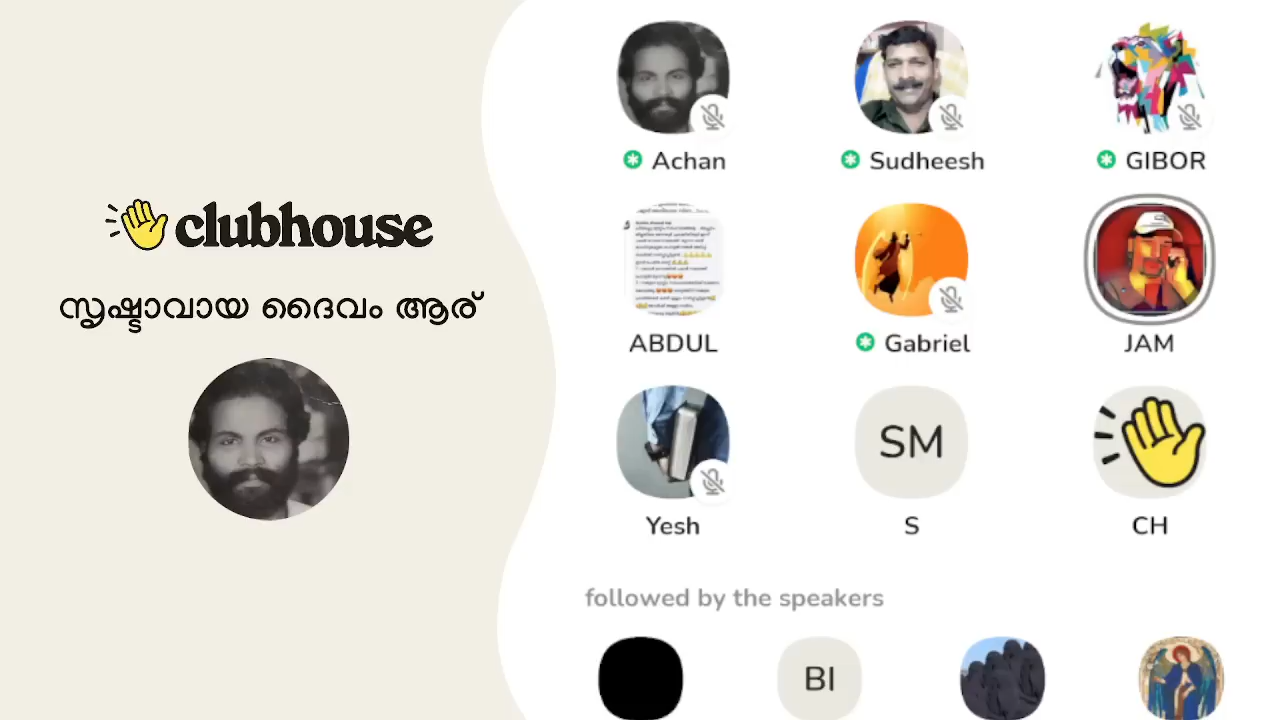 clubhouse
സൃഷ്ടാവായ ദൈവം ആര്
Achan
Sudheesh
GIBOR
ABDUL
Gabriel
JAM
SM
Yesh
S
CH
followed by the speakers
BI